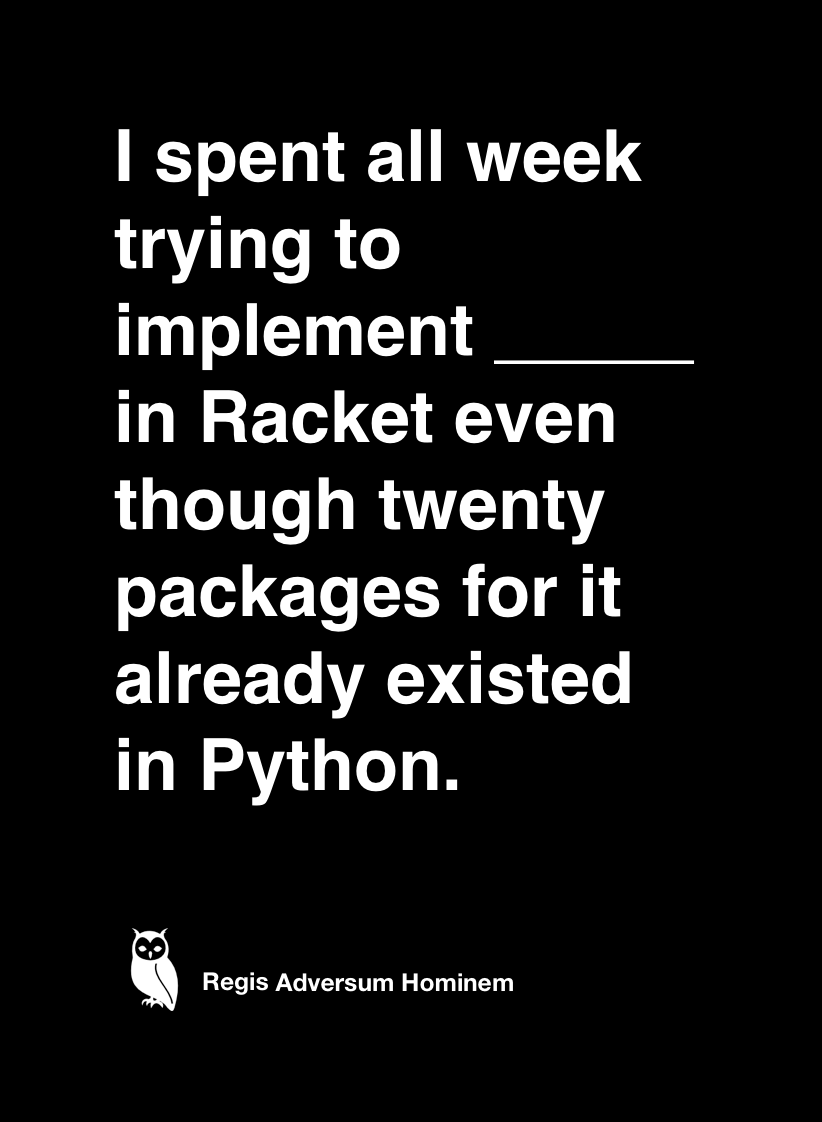 I spent all week
trying to
implement ______
in Racket even
though twenty
packages for it
already existed
in Python.
Regis Adversum Hominem